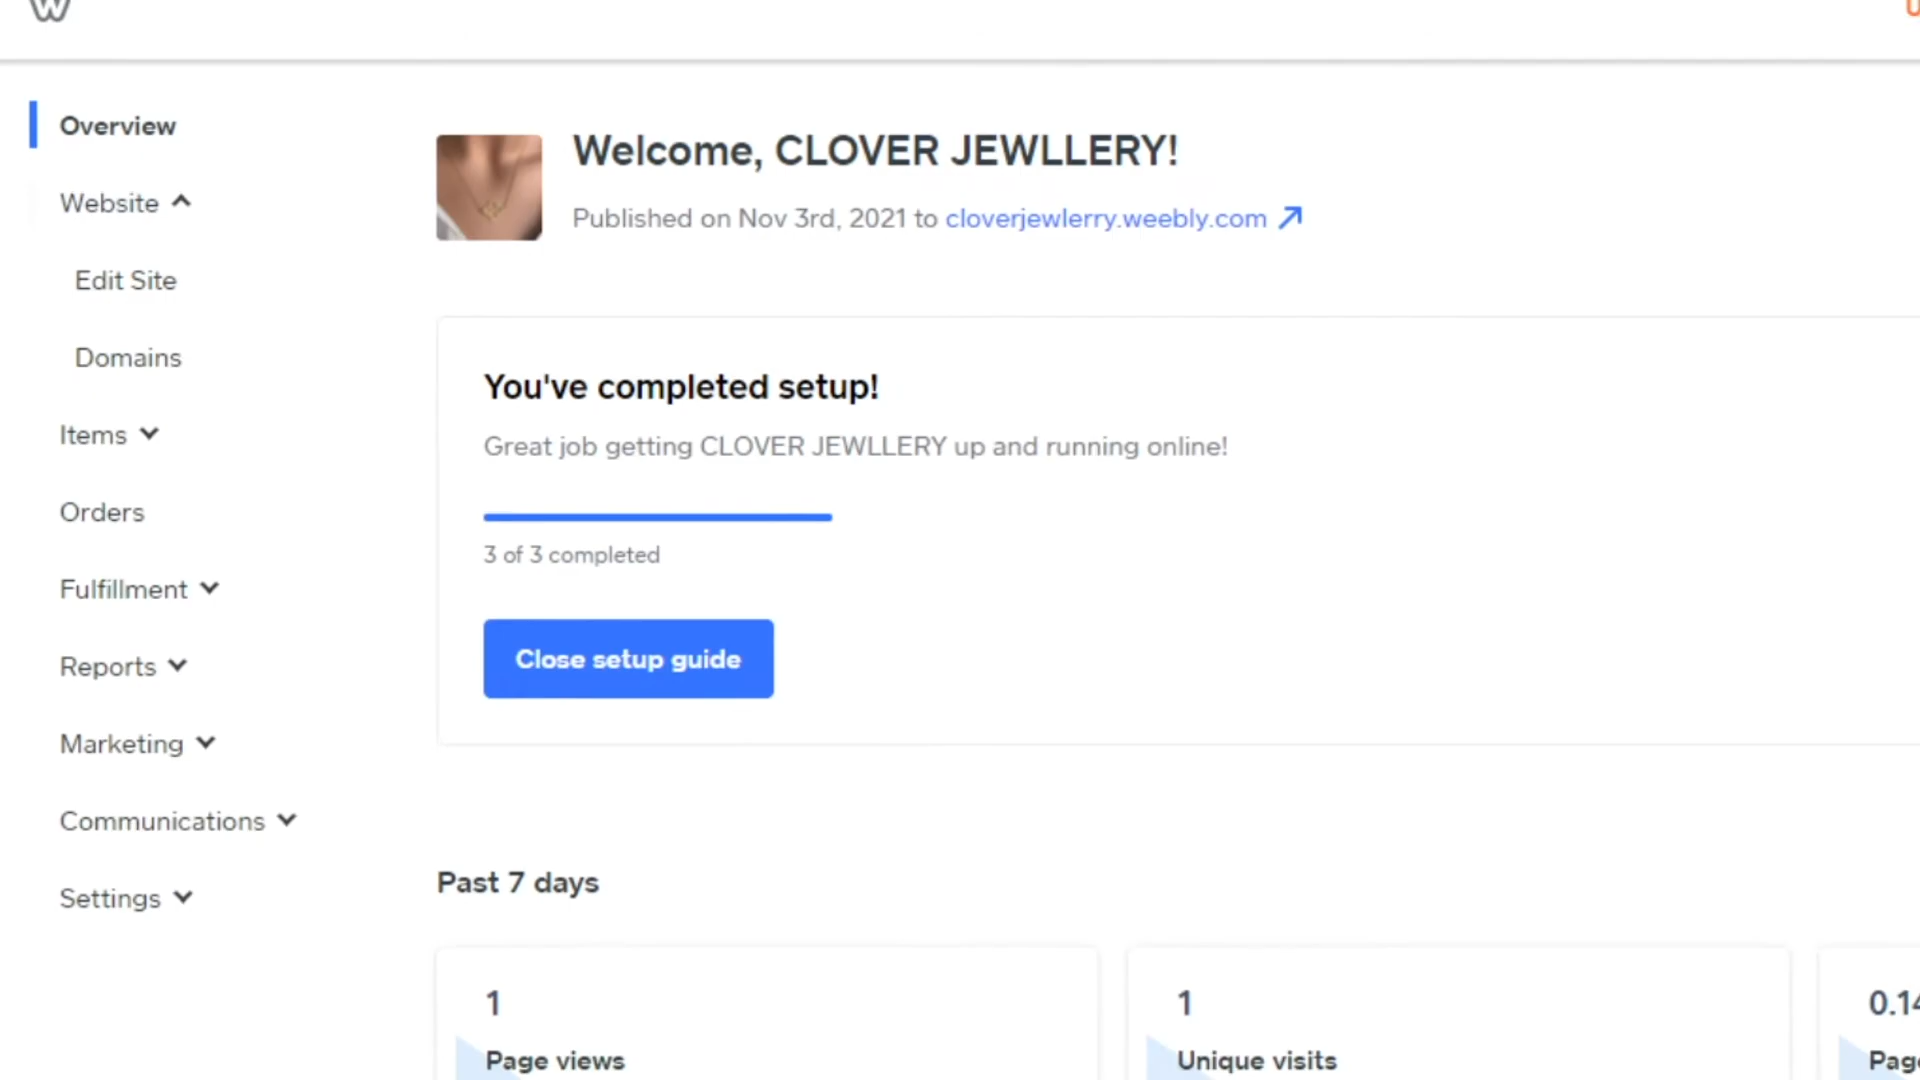 W
Overview
Website
Edit Site
Domains
Items
Orders
Fulfillment
Reports
Marketing
Communications
Settings
Welcome, CLOVER JEWLLERY!
Published on Nov 3rd, 2021 to cloverjewlerry.weebly.com
You've completed setup!
Great job getting CLOVER JEWLLERY up and running online!
3 of 3 completed
Close setup guide
Past 7 days
1
Page views
1
Unique visits